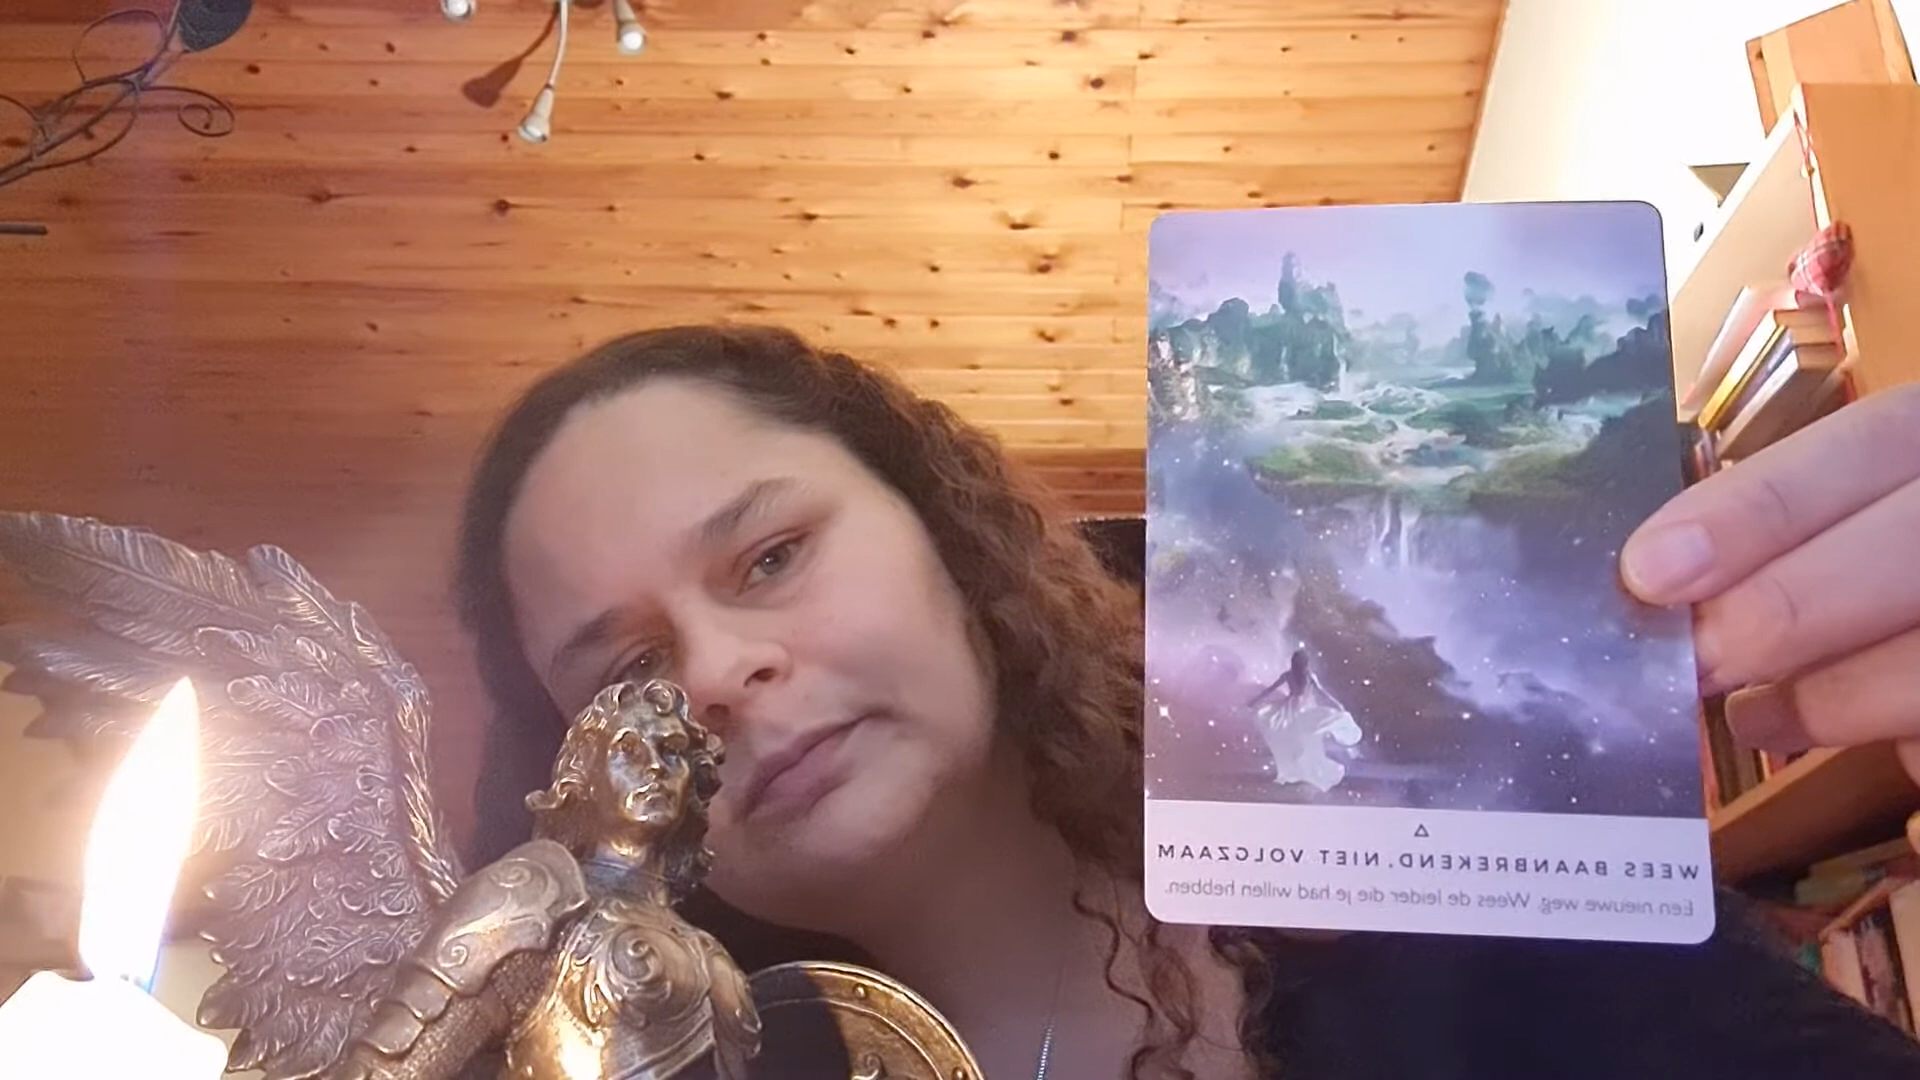 WEES BAANBREKEND, NIET VOLGZAAM
Een nieuwe weg. Wees de leider die je had willen hebben.